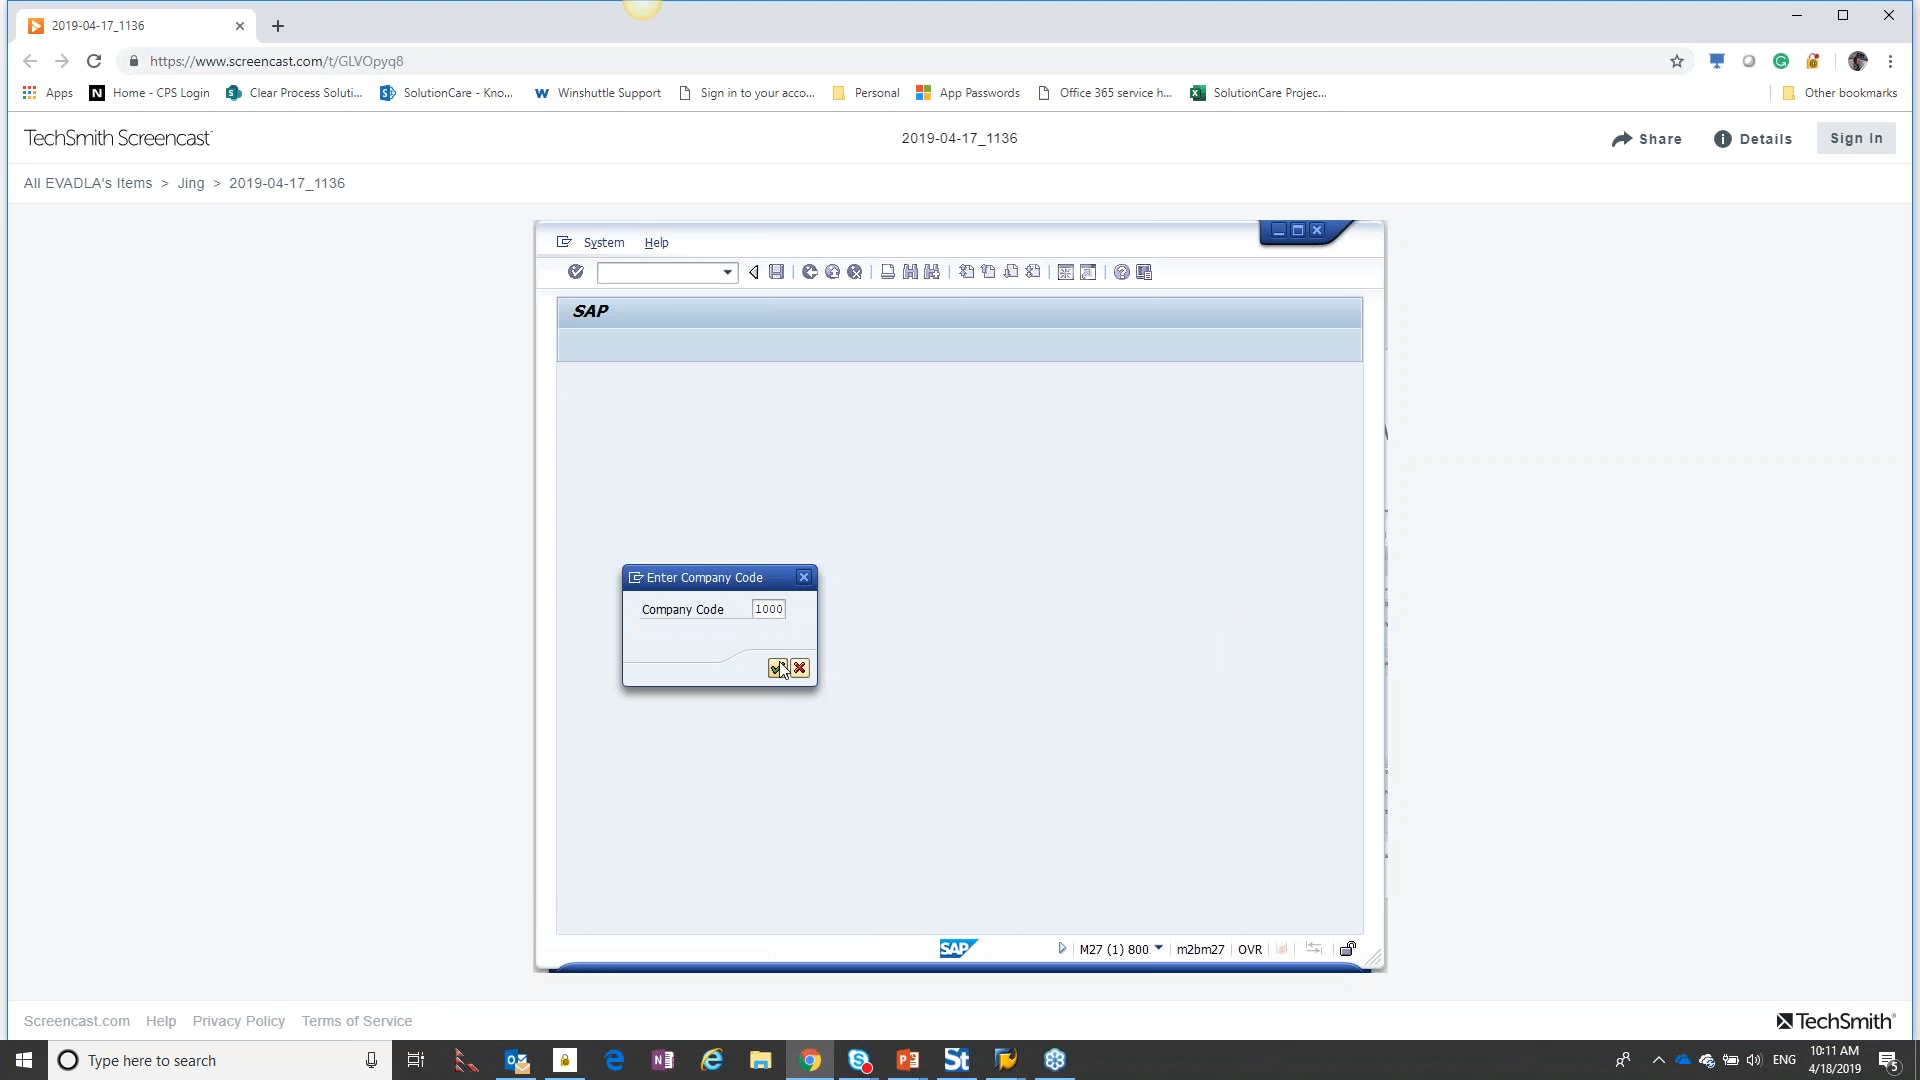 2019-04-17_1136
https://www.screencast.com/t/GLVOpyq8
Apps
Home - CPS Login
Clear Process Soluti...
SolutionCare - Kno...
Winshuttle Support
Sign in to your acco...
Personal
App Passwords
Office 365 service h...
SolutionCare Projec...
Other bookmarks
TechSmith Screencast
2019-04-17_1136
Share
Details
Sign In
All EVADLA's Items > Jing > 2019-04-17_1136
System Help
SAP
Enter Company Code
Company Code 1000
SAP
M27 (1) 800
m2bm27
OVR
Screencast.com Help Privacy Policy Terms of Service
TechSmith
Type here to search
St
ENG
10:11 AM
4/18/2019
5